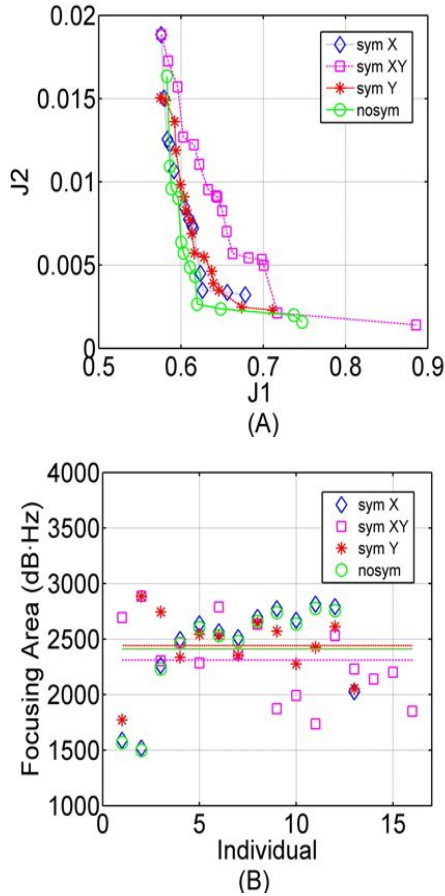 0.02
0.015
0.01
0.005
0
J2
sym X
sym XY
sym Y
nosym
0.5 0.6 0.7 0.8 0.9
J1
(A)
4000
3500
3000
2500
2000
1500
1000
Focusing Area (dB·Hz)
sym X
sym XY
sym Y
nosym
0 5 10 15
Individual
(B)